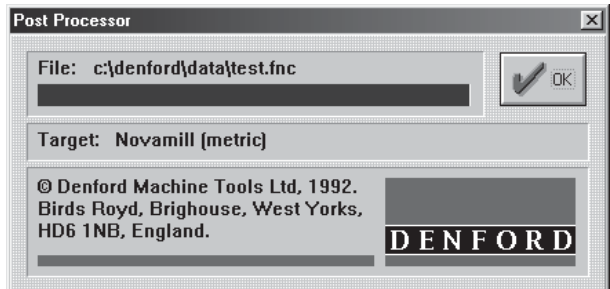 Post Processor
File: c:\denford\data\test.fnc
OK
Target: Novamill (metric)
© Denford Machine Tools Ltd, 1992.
Birds Royd, Brighouse, West Yorks,
HD6 1NB, England.
DENFORD